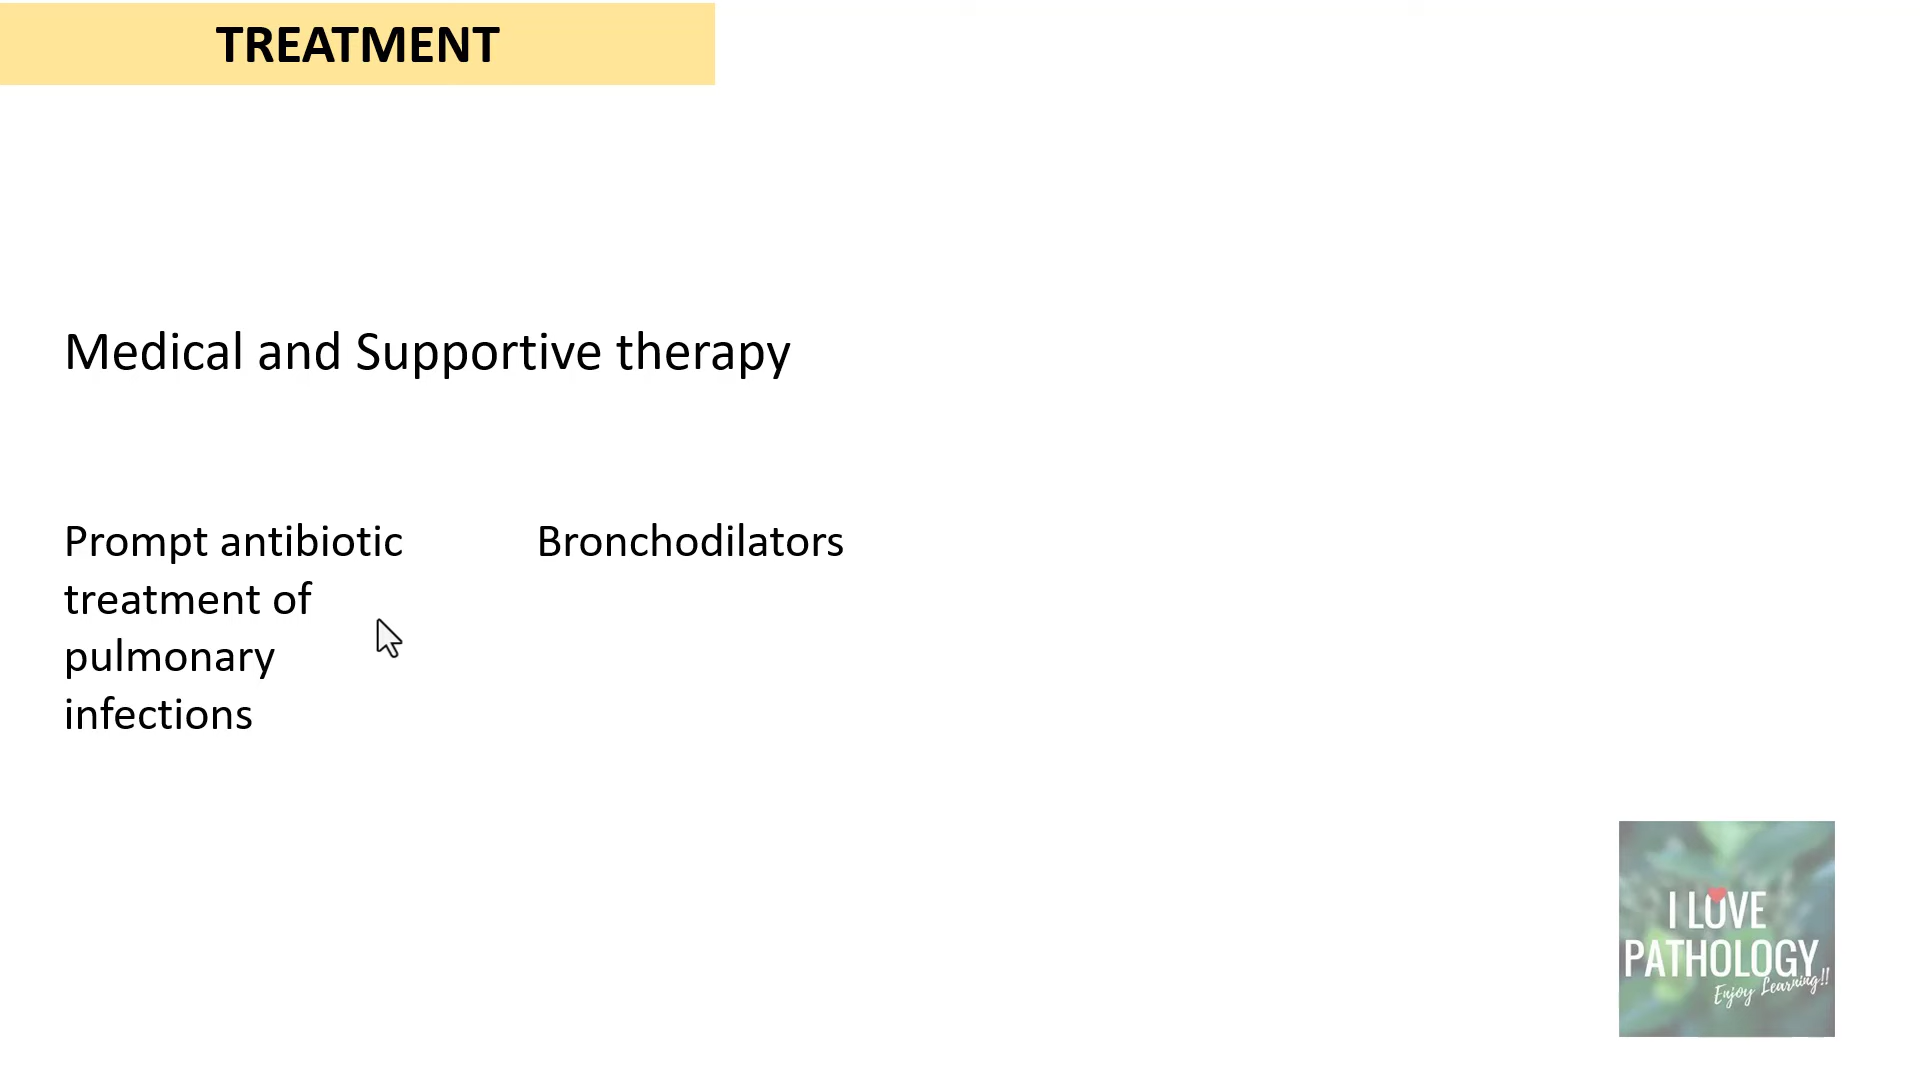 TREATMENT
Medical and Supportive therapy
Prompt antibiotic
treatment of
pulmonary
infections
Bronchodilators
I LOVE
PATHOLOGY
Enjoy Learning!!